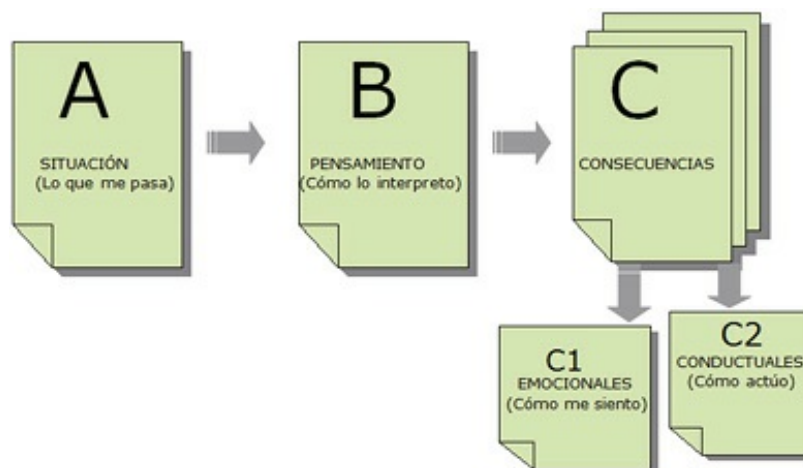 A
SITUACIÓN
(Lo que me pasa)
B
PENSAMIENTO
(Cómo lo interpreto)
C
CONSECUENCIAS
C1
EMOCIONALES
(Cómo me siento)
C2
CONDUCTUALES
(Cómo actúo)